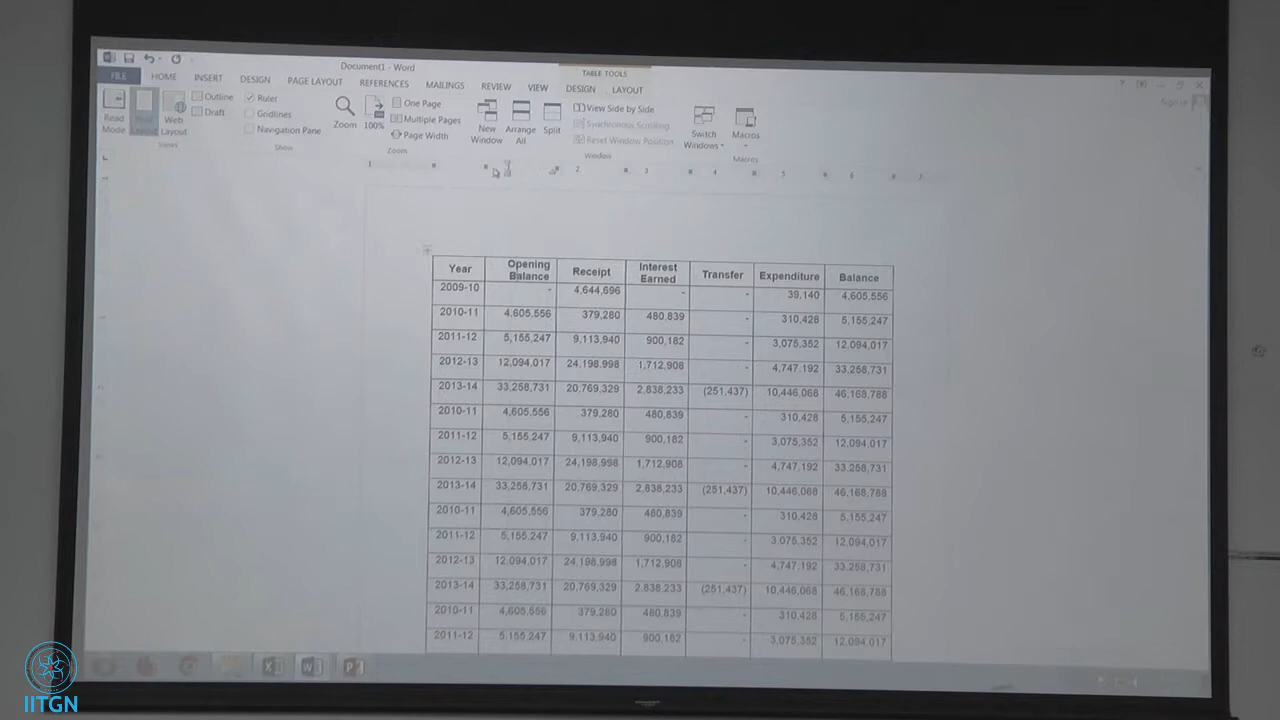 Document1 - Word
TABLE TOOLS
FILE HOME INSERT DESIGN PAGE LAYOUT REFERENCES MAILINGS REVIEW VIEW DESIGN LAYOUT
Sign in
Read Mode
Web Layout
Outline
Draft
Views
Ruler
Gridlines
Navigation Pane
Show
Zoom
100%
One Page
Multiple Pages
Page Width
Zoom
New Window
Arrange All
Split
View Side by Side
Synchronous Scrolling
Reset Window Position
Window
Switch Windows
Macros
Macros
1 2 3 4 5 6 7
Year Opening Balance Receipt Interest Earned Transfer Expenditure Balance
2009-10 - 4,644,696 - - 39,140 4,605,556
2010-11 4,605,556 379,280 480,839 - 310,428 5,155,247
2011-12 5,155,247 9,113,940 900,182 - 3,075,352 12,094,017
2012-13 12,094,017 24,198,998 1,712,908 - 4,747,192 33,258,731
2013-14 33,258,731 20,769,329 2,838,233 (251,437) 10,446,068 46,168,788
2010-11 4,605,556 379,280 480,839 - 310,428 5,155,247
2011-12 5,155,247 9,113,940 900,182 - 3,075,352 12,094,017
2012-13 12,094,017 24,198,998 1,712,908 - 4,747,192 33,258,731
2013-14 33,258,731 20,769,329 2,838,233 (251,437) 10,446,068 46,168,788
2010-11 4,605,556 379,280 480,839 - 310,428 5,155,247
2011-12 5,155,247 9,113,940 900,182 - 3,075,352 12,094,017
2012-13 12,094,017 24,198,998 1,712,908 - 4,747,192 33,258,731
2013-14 33,258,731 20,769,329 2,838,233 (251,437) 10,446,068 46,168,788
2010-11 4,605,556 379,280 480,839 - 310,428 5,155,247
2011-12 5,155,247 9,113,940 900,182 - 3,075,352 12,094,017
IITGN